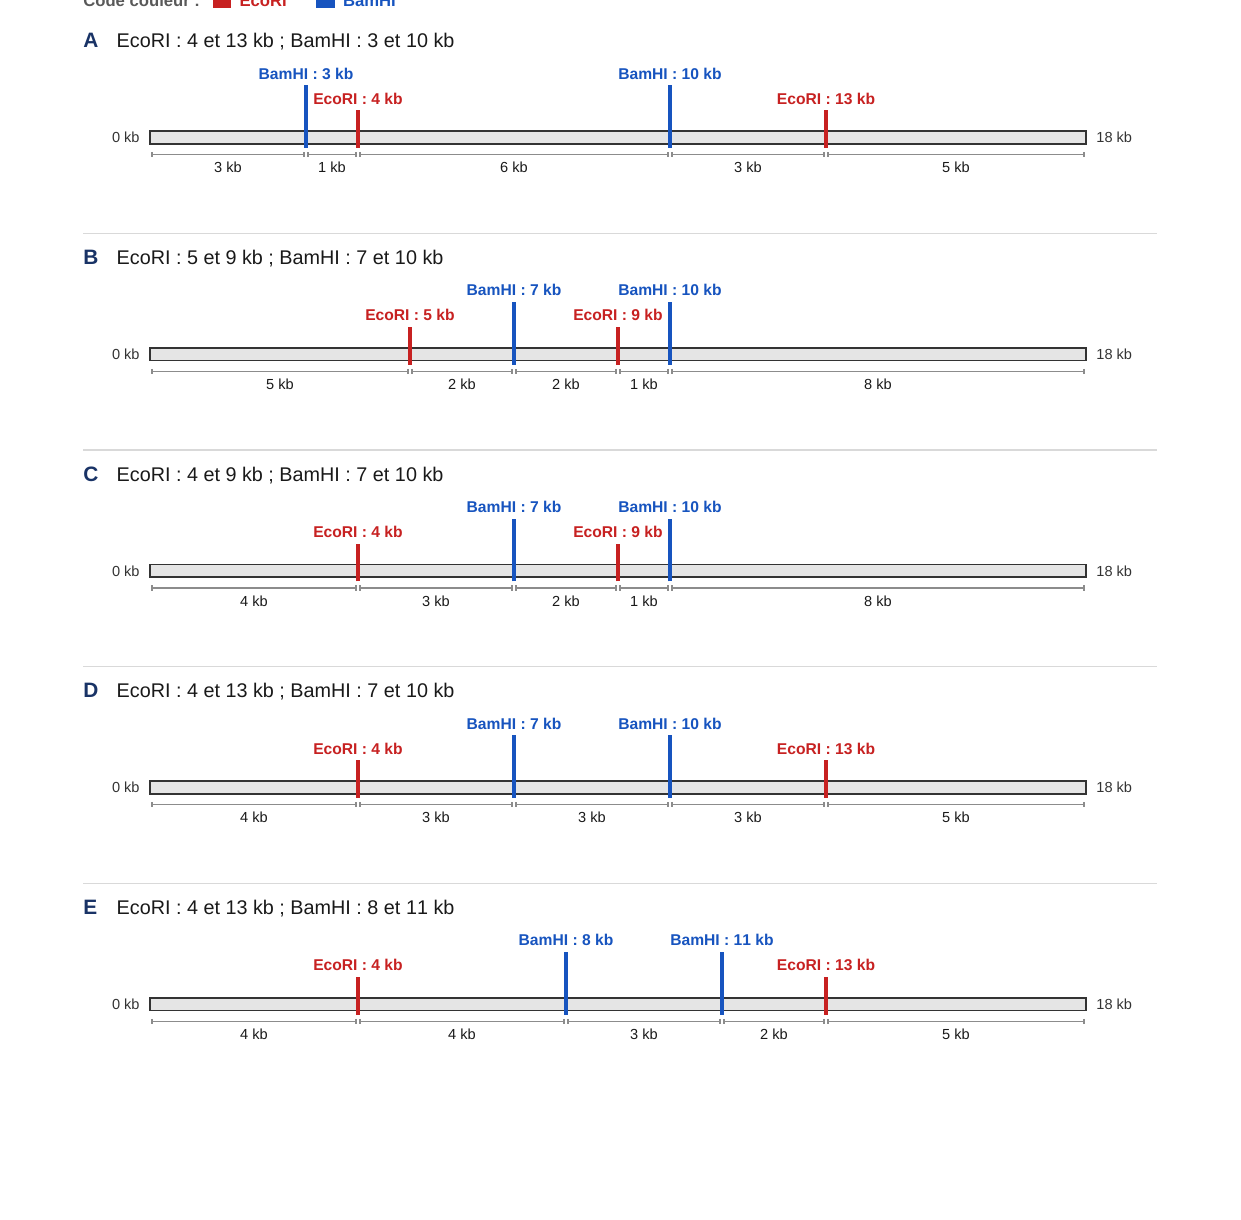 Code couleur : EcoRI BamHI
A EcoRI : 4 et 13 kb ; BamHI : 3 et 10 kb
BamHI : 3 kb BamHI : 10 kb
EcoRI : 4 kb EcoRI : 13 kb
0 kb 18 kb
3 kb 1 kb 6 kb 3 kb 5 kb
B EcoRI : 5 et 9 kb ; BamHI : 7 et 10 kb
BamHI : 7 kb BamHI : 10 kb
EcoRI : 5 kb EcoRI : 9 kb
0 kb 18 kb
5 kb 2 kb 2 kb 1 kb 8 kb
C EcoRI : 4 et 9 kb ; BamHI : 7 et 10 kb
BamHI : 7 kb BamHI : 10 kb
EcoRI : 4 kb EcoRI : 9 kb
0 kb 18 kb
4 kb 3 kb 2 kb 1 kb 8 kb
D EcoRI : 4 et 13 kb ; BamHI : 7 et 10 kb
BamHI : 7 kb BamHI : 10 kb
EcoRI : 4 kb EcoRI : 13 kb
0 kb 18 kb
4 kb 3 kb 3 kb 3 kb 5 kb
E EcoRI : 4 et 13 kb ; BamHI : 8 et 11 kb
BamHI : 8 kb BamHI : 11 kb
EcoRI : 4 kb EcoRI : 13 kb
0 kb 18 kb
4 kb 4 kb 3 kb 2 kb 5 kb